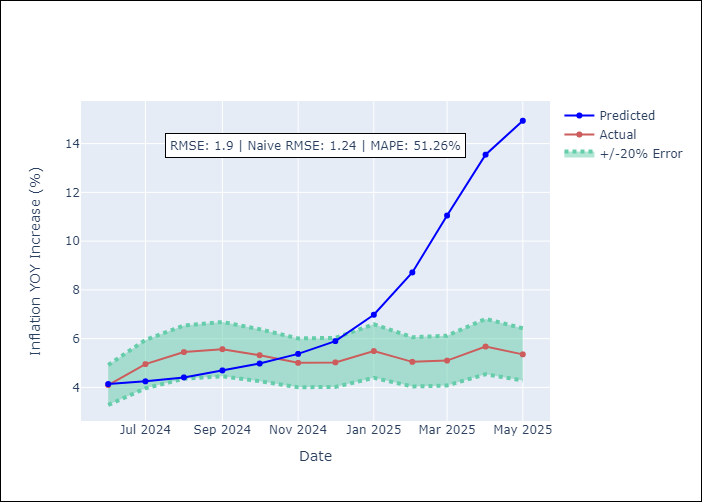 Predicted
Actual
+/-20% Error
RMSE: 1.9 | Naive RMSE: 1.24 | MAPE: 51.26%
Inflation YOY Increase (%)
14
12
10
8
6
4
Jul 2024
Sep 2024
Nov 2024
Jan 2025
Mar 2025
May 2025
Date